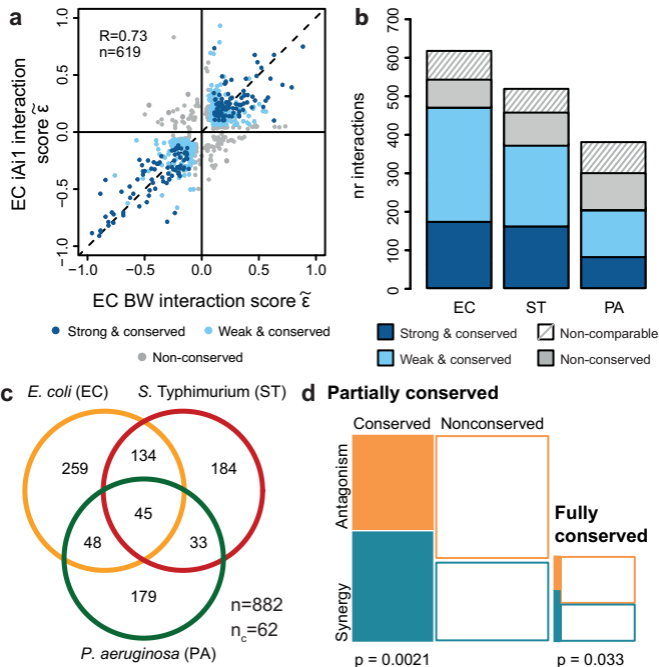 a
R=0.73
n=619
EC iAi1 interaction
score ε̃
1.0
0.5
0.0
−0.5
−1.0
−1.0 −0.5 0.0 0.5 1.0
EC BW interaction score ε̃
Strong & conserved Weak & conserved
Non-conserved
b
nr interactions
700
600
500
400
300
200
100
0
EC ST PA
Strong & conserved Non-comparable
Weak & conserved Non-conserved
c
E. coli (EC) S. Typhimurium (ST)
259 134 184
45
48 33
179
n=882
nc=62
P. aeruginosa (PA)
d Partially conserved
Conserved Nonconserved
Antagonism
Synergy
Fully
conserved
p = 0.0021 p = 0.033